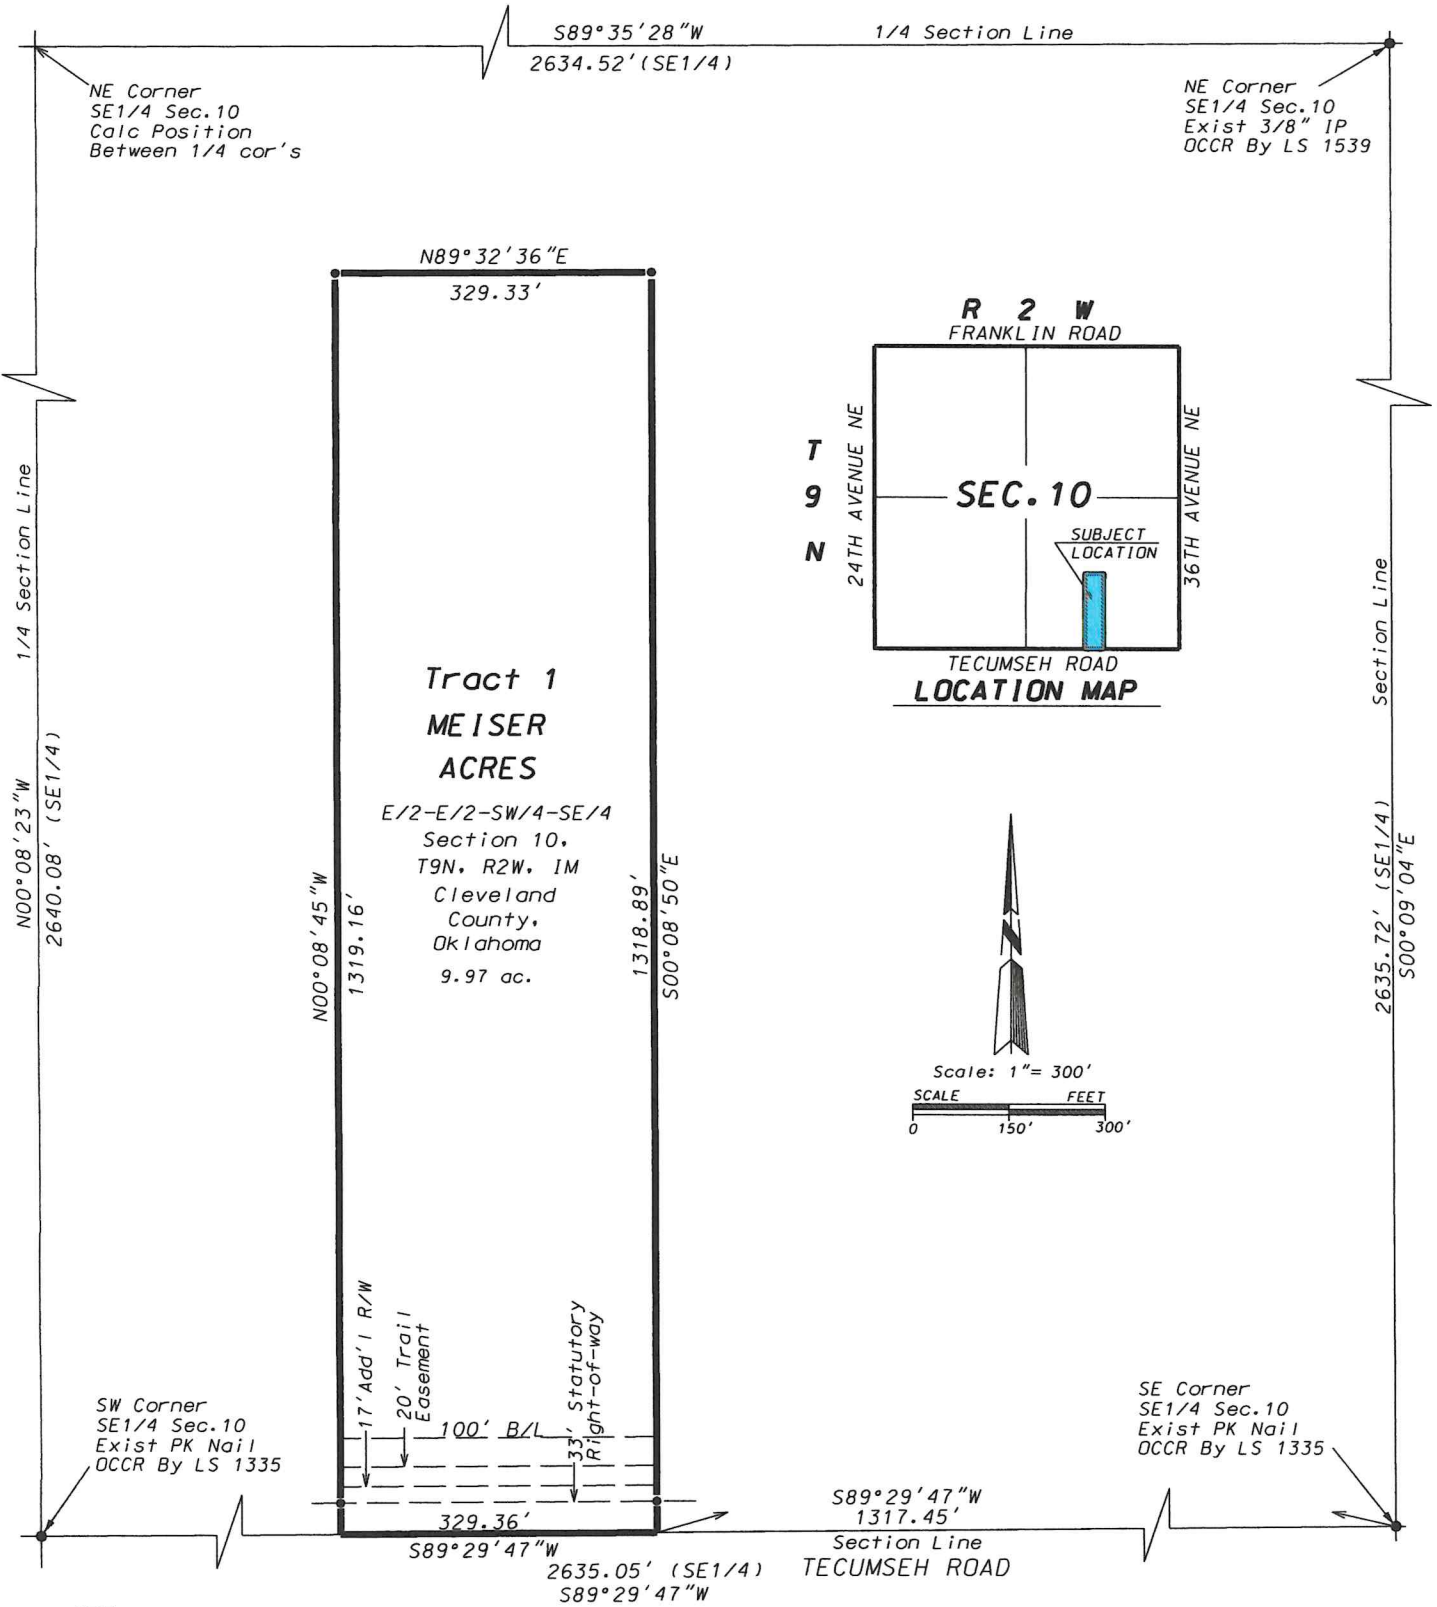 S89°35'28"W
1/4 Section Line
2634.52'(SE1/4)
NE Corner
SE1/4 Sec.10
Calc Position
Between 1/4 cor's
NE Corner
SE1/4 Sec.10
Exist 3/8" IP
OCCR By LS 1539
N89°32'36"E
329.33'
R 2 W
FRANKLIN ROAD
T
9
N
24TH AVENUE NE
SEC.10
36TH AVENUE NE
SUBJECT
LOCATION
TECUMSEH ROAD
LOCATION MAP
1/4 Section Line
N00°08'23"W
2640.08' (SE1/4)
Tract 1
MEISER
ACRES
E/2-E/2-SW/4-SE/4
Section 10,
T9N, R2W, IM
Cleveland
County,
Oklahoma
9.97 ac.
N00°08'45"W
1319.16'
1318.89'
S00°08'50"E
Section Line
2635.72' (SE1/4)
S00°09'04"E
N
Scale: 1"= 300'
SCALE FEET
0 150' 300'
17'Add'l R/W
20' Trail
Easement
33' Statutory
Right-of-way
100' B/L
SW Corner
SE1/4 Sec.10
Exist PK Nail
OCCR By LS 1335
SE Corner
SE1/4 Sec.10
Exist PK Nail
OCCR By LS 1335
329.36'
S89°29'47"W
S89°29'47"W
1317.45'
Section Line
2635.05' (SE1/4)
TECUMSEH ROAD
S89°29'47"W